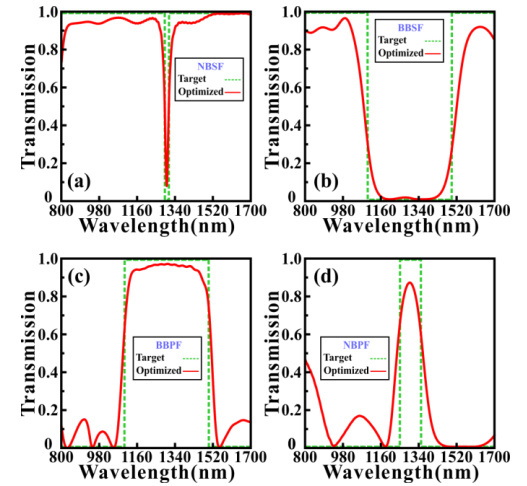 1.0
0.8
0.6
0.4
0.2
0
Transmission
NBSF
Target
Optimized
(a)
800 980 1160 1340 1520 1700
Wavelength(nm)
1.0
0.8
0.6
0.4
0.2
0
Transmission
BBSF
Target
Optimized
(b)
800 980 1160 1340 1520 1700
Wavelength(nm)
1.0
0.8
0.6
0.4
0.2
0
Transmission
(c)
BBPF
Target
Optimized
800 980 1160 1340 1520 1700
Wavelength(nm)
1.0
0.8
0.6
0.4
0.2
0
Transmission
(d)
NBPF
Target
Optimized
800 980 1160 1340 1520 1700
Wavelength(nm)